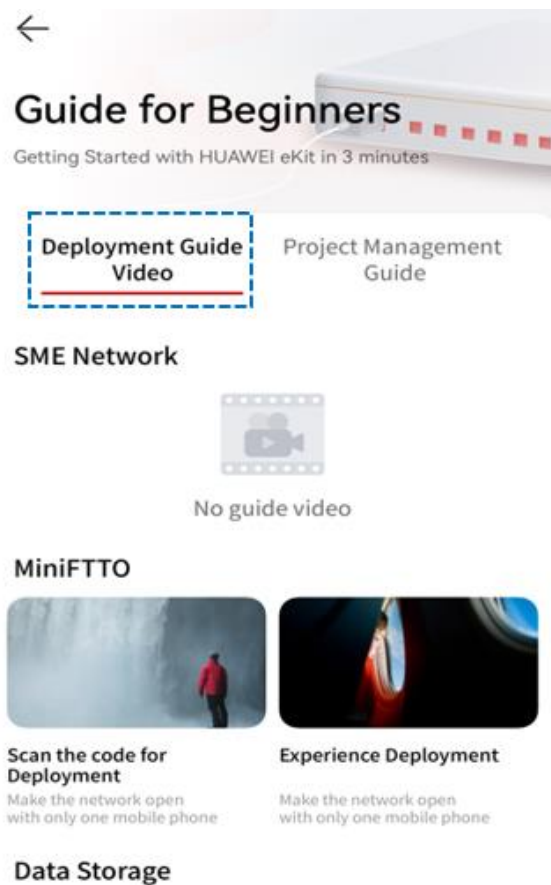 Guide for Beginners
Getting Started with HUAWEI eKit in 3 minutes
Deployment Guide
Video
Project Management
Guide
SME Network
No guide video
MiniFTTO
Scan the code for
Deployment
Make the network open
with only one mobile phone
Experience Deployment
Make the network open
with only one mobile phone
Data Storage